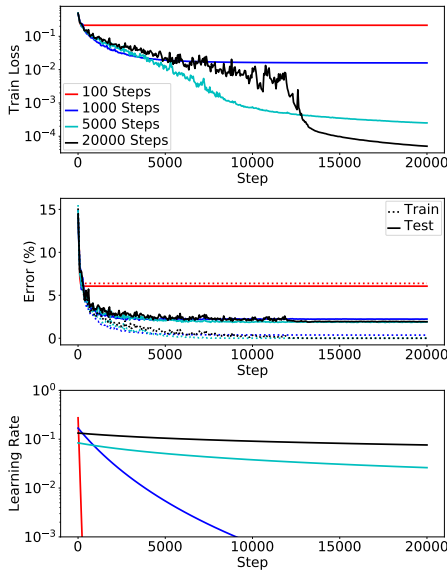 Train Loss
10⁻¹
10⁻²
10⁻³
10⁻⁴
100 Steps
1000 Steps
5000 Steps
20000 Steps
0 5000 10000 15000 20000
Step
Error (%)
15
10
5
0
Train
Test
0 5000 10000 15000 20000
Step
Learning Rate
10⁰
10⁻¹
10⁻²
10⁻³
0 5000 10000 15000 20000
Step